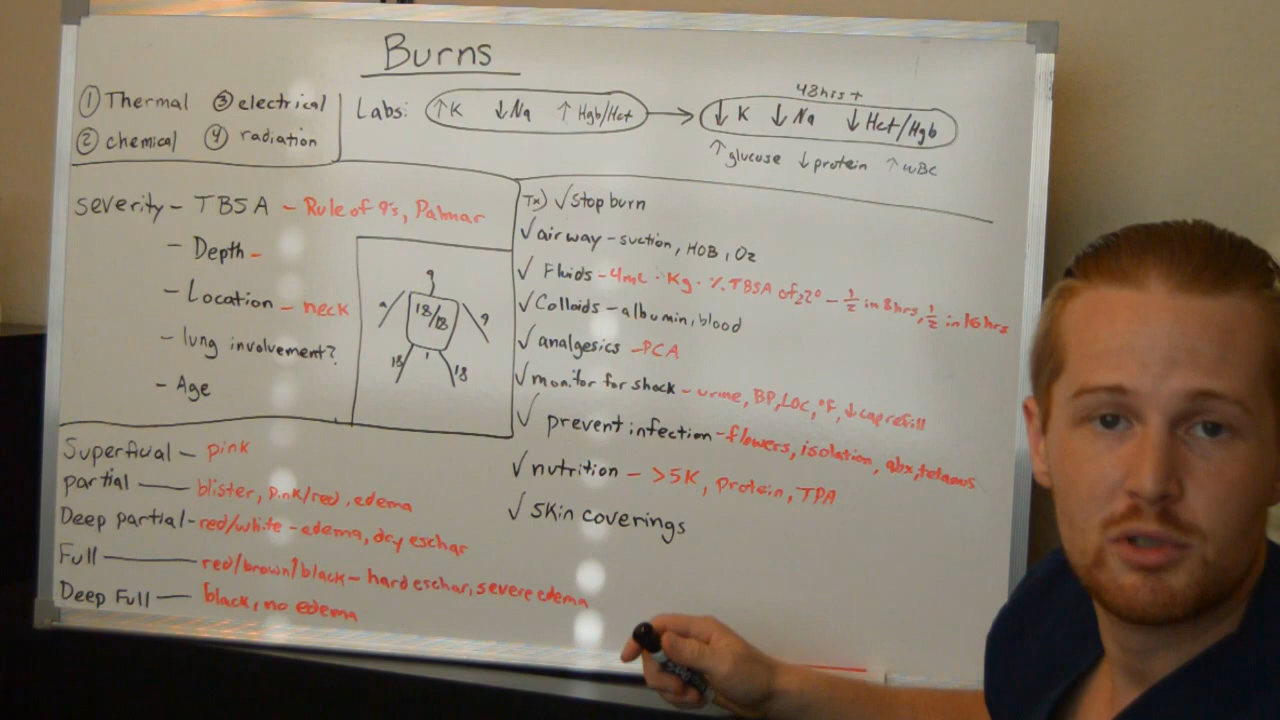 Burns
① Thermal ③ electrical
② chemical ④ radiation
Labs: ↑K ↓Na ↑Hgb/Hct → ↓K ↓Na ↓Hct/Hgb
48hrs+
↑glucose ↓protein ↑WBC
severity - TBSA - Rule of 9's, Palmar
- Depth -
- Location - neck
- lung involvement?
- Age
9
9 18/18 9
18 1 18
Tx) ✓stop burn
✓airway - suction, HOB, O2
✓ Fluids - 4mL · Kg · % TBSA of ≥2° - 1/2 in 8hrs, 1/2 in 16hrs
✓Colloids - albumin, blood
✓analgesics - PCA
✓monitor for shock - urine, BP, LOC, °F, ↓cap refill
✓ prevent infection - flowers, isolation, abx, tetanus
✓nutrition - >5K, protein, TPA
✓ skin coverings
Superficial - pink
partial — blister, pink/red, edema
Deep partial - red/white - edema, dry eschar
Full — red/brown/black - hard eschar, severe edema
Deep Full — black, no edema